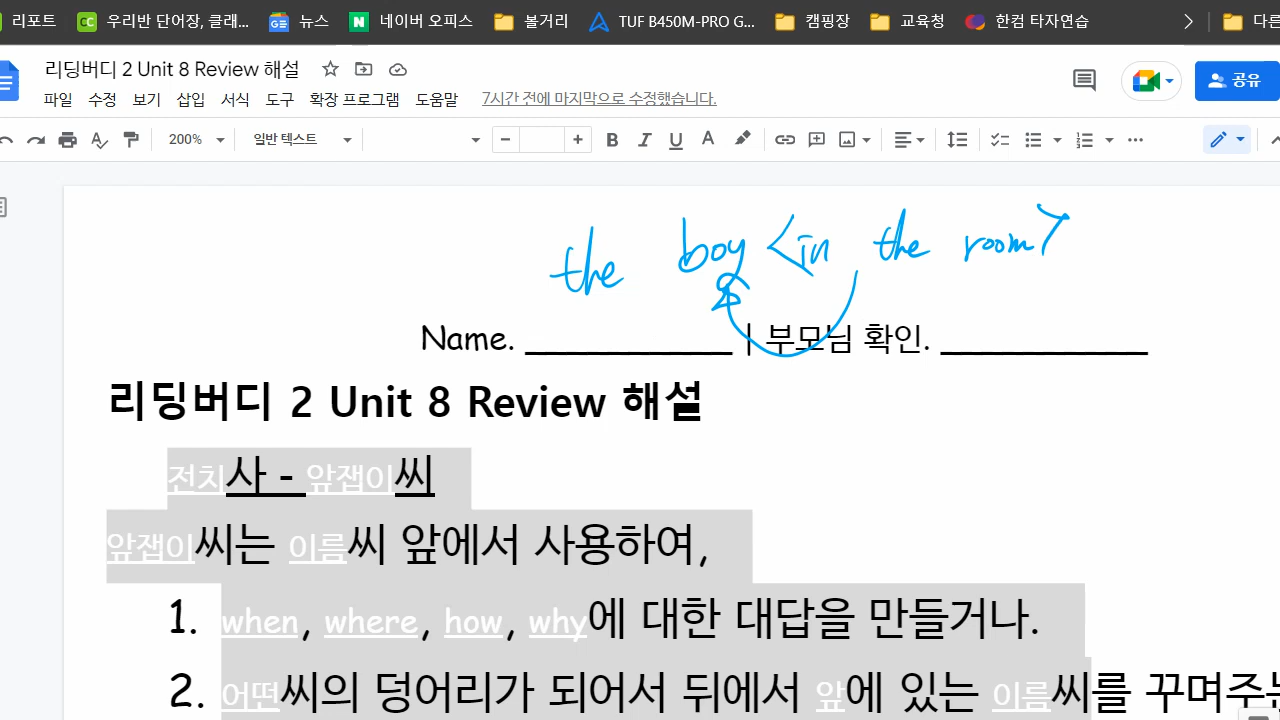 리포트 우리반 단어장, 클래... 뉴스 네이버 오피스 볼거리 TUF B450M-PRO G... 캠핑장 교육청 한컴 타자연습 다른
리딩버디 2 Unit 8 Review 해설
파일 수정 보기 삽입 서식 도구 확장 프로그램 도움말 7시간 전에 마지막으로 수정했습니다.
공유
200% 일반 텍스트
the boy <in the room>
Name. ____________ | 부모님 확인. ____________
리딩버디 2 Unit 8 Review 해설
전치사 - 앞잽이씨
앞잽이씨는 이름씨 앞에서 사용하여,
1. when, where, how, why에 대한 대답을 만들거나.
2. 어떤씨의 덩어리가 되어서 뒤에서 앞에 있는 이름씨를 꾸며주는